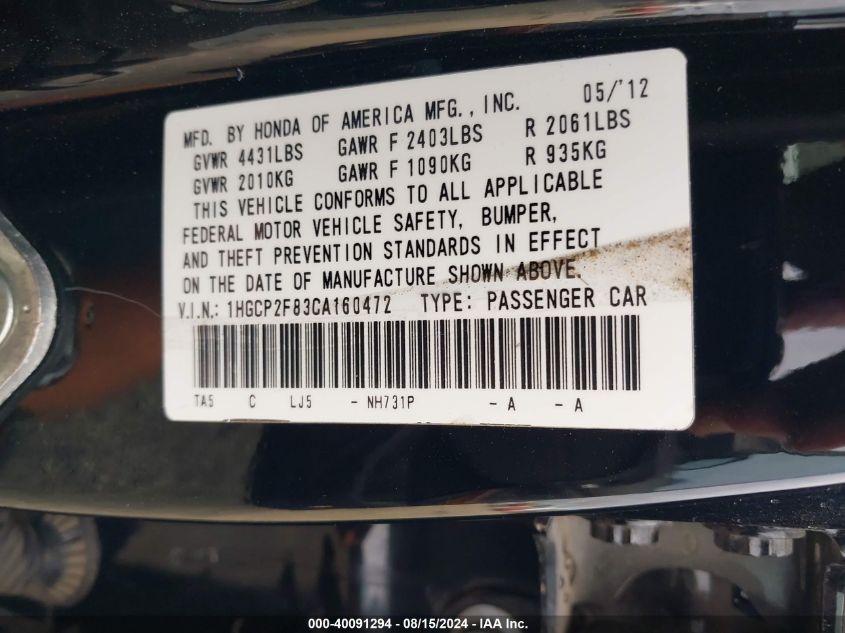 MFD. BY HONDA OF AMERICA MFG., INC. 05/'12
GVWR 4431LBS GAWR F 2403LBS R 2061LBS
GVWR 2010KG GAWR F 1090KG R 935KG
THIS VEHICLE CONFORMS TO ALL APPLICABLE
FEDERAL MOTOR VEHICLE SAFETY, BUMPER,
AND THEFT PREVENTION STANDARDS IN EFFECT
ON THE DATE OF MANUFACTURE SHOWN ABOVE.
V.I.N.: 1HGCP2F83CA160472 TYPE: PASSENGER CAR
TA5 C LJ5 - NH731P - A - A
000-40091294 - 08/15/2024 - IAA Inc.